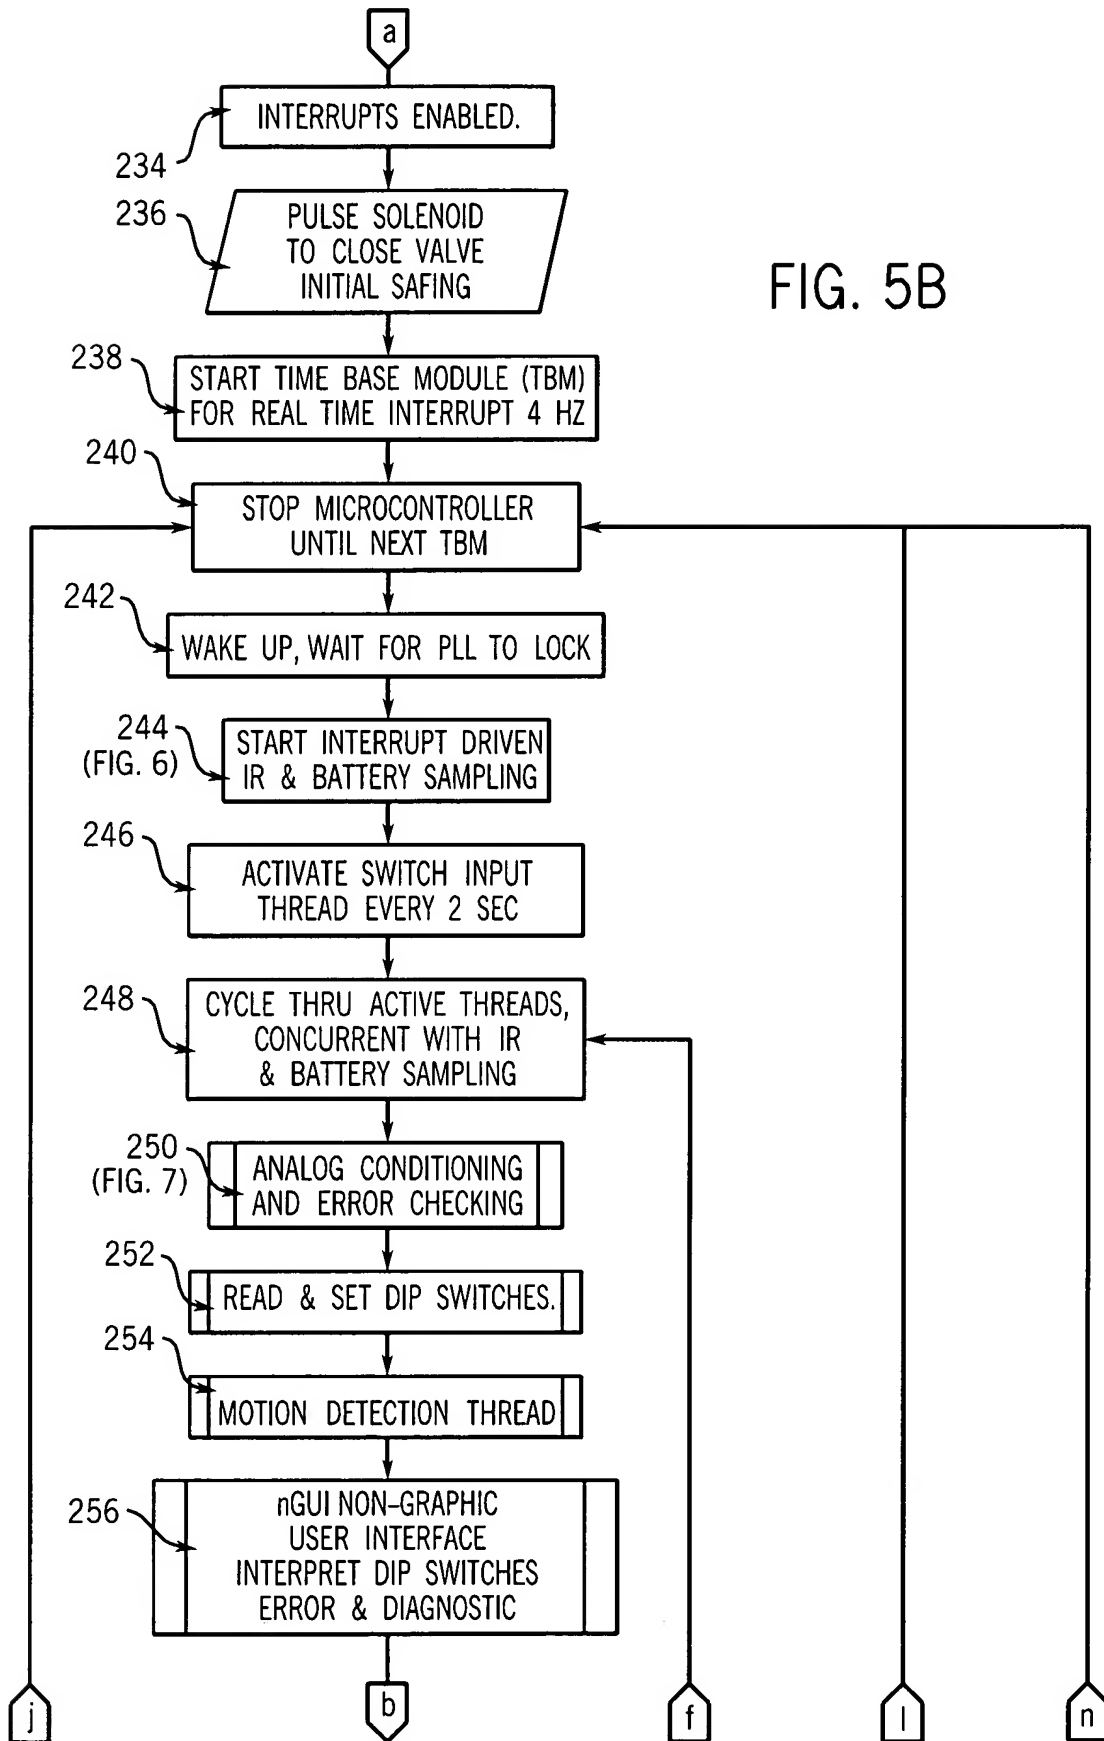 a
INTERRUPTS ENABLED.
234
PULSE SOLENOID
TO CLOSE VALVE
INITIAL SAFING
236
FIG. 5B
238
START TIME BASE MODULE (TBM)
FOR REAL TIME INTERRUPT 4 HZ
240
STOP MICROCONTROLLER
UNTIL NEXT TBM
242
WAKE UP, WAIT FOR PLL TO LOCK
244
(FIG. 6)
START INTERRUPT DRIVEN
IR & BATTERY SAMPLING
246
ACTIVATE SWITCH INPUT
THREAD EVERY 2 SEC
248
CYCLE THRU ACTIVE THREADS,
CONCURRENT WITH IR
& BATTERY SAMPLING
250
(FIG. 7)
ANALOG CONDITIONING
AND ERROR CHECKING
252
READ & SET DIP SWITCHES.
254
MOTION DETECTION THREAD
256
nGUI NON-GRAPHIC
USER INTERFACE
INTERPRET DIP SWITCHES
ERROR & DIAGNOSTIC
j
b
f
l
n